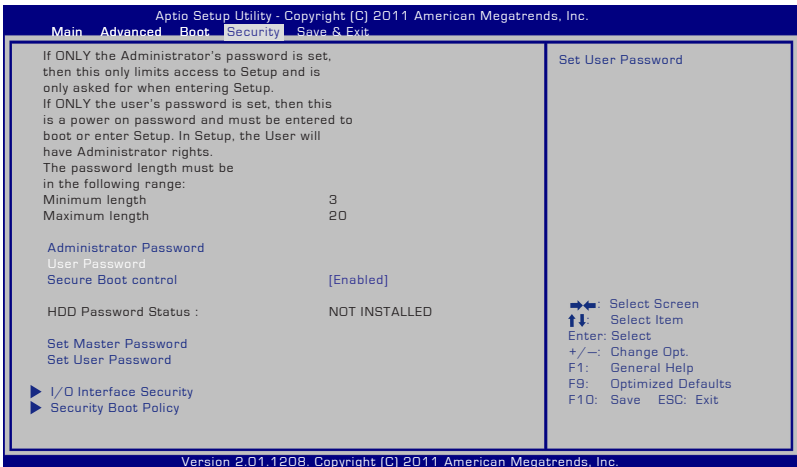 Aptio Setup Utility - Copyright (C) 2011 American Megatrends, Inc.
Main Advanced Boot Security Save & Exit
If ONLY the Administrator's password is set,
then this only limits access to Setup and is
only asked for when entering Setup.
If ONLY the user's password is set, then this
is a power on password and must be entered to
boot or enter Setup. In Setup, the User will
have Administrator rights.
The password length must be
in the following range:
Minimum length 3
Maximum length 20
Administrator Password
User Password
Secure Boot control [Enabled]
HDD Password Status : NOT INSTALLED
Set Master Password
Set User Password
I/O Interface Security
Security Boot Policy
Set User Password
: Select Screen
: Select Item
Enter: Select
+/—: Change Opt.
F1: General Help
F9: Optimized Defaults
F10: Save ESC: Exit
Version 2.01.1208. Copyright (C) 2011 American Megatrends, Inc.